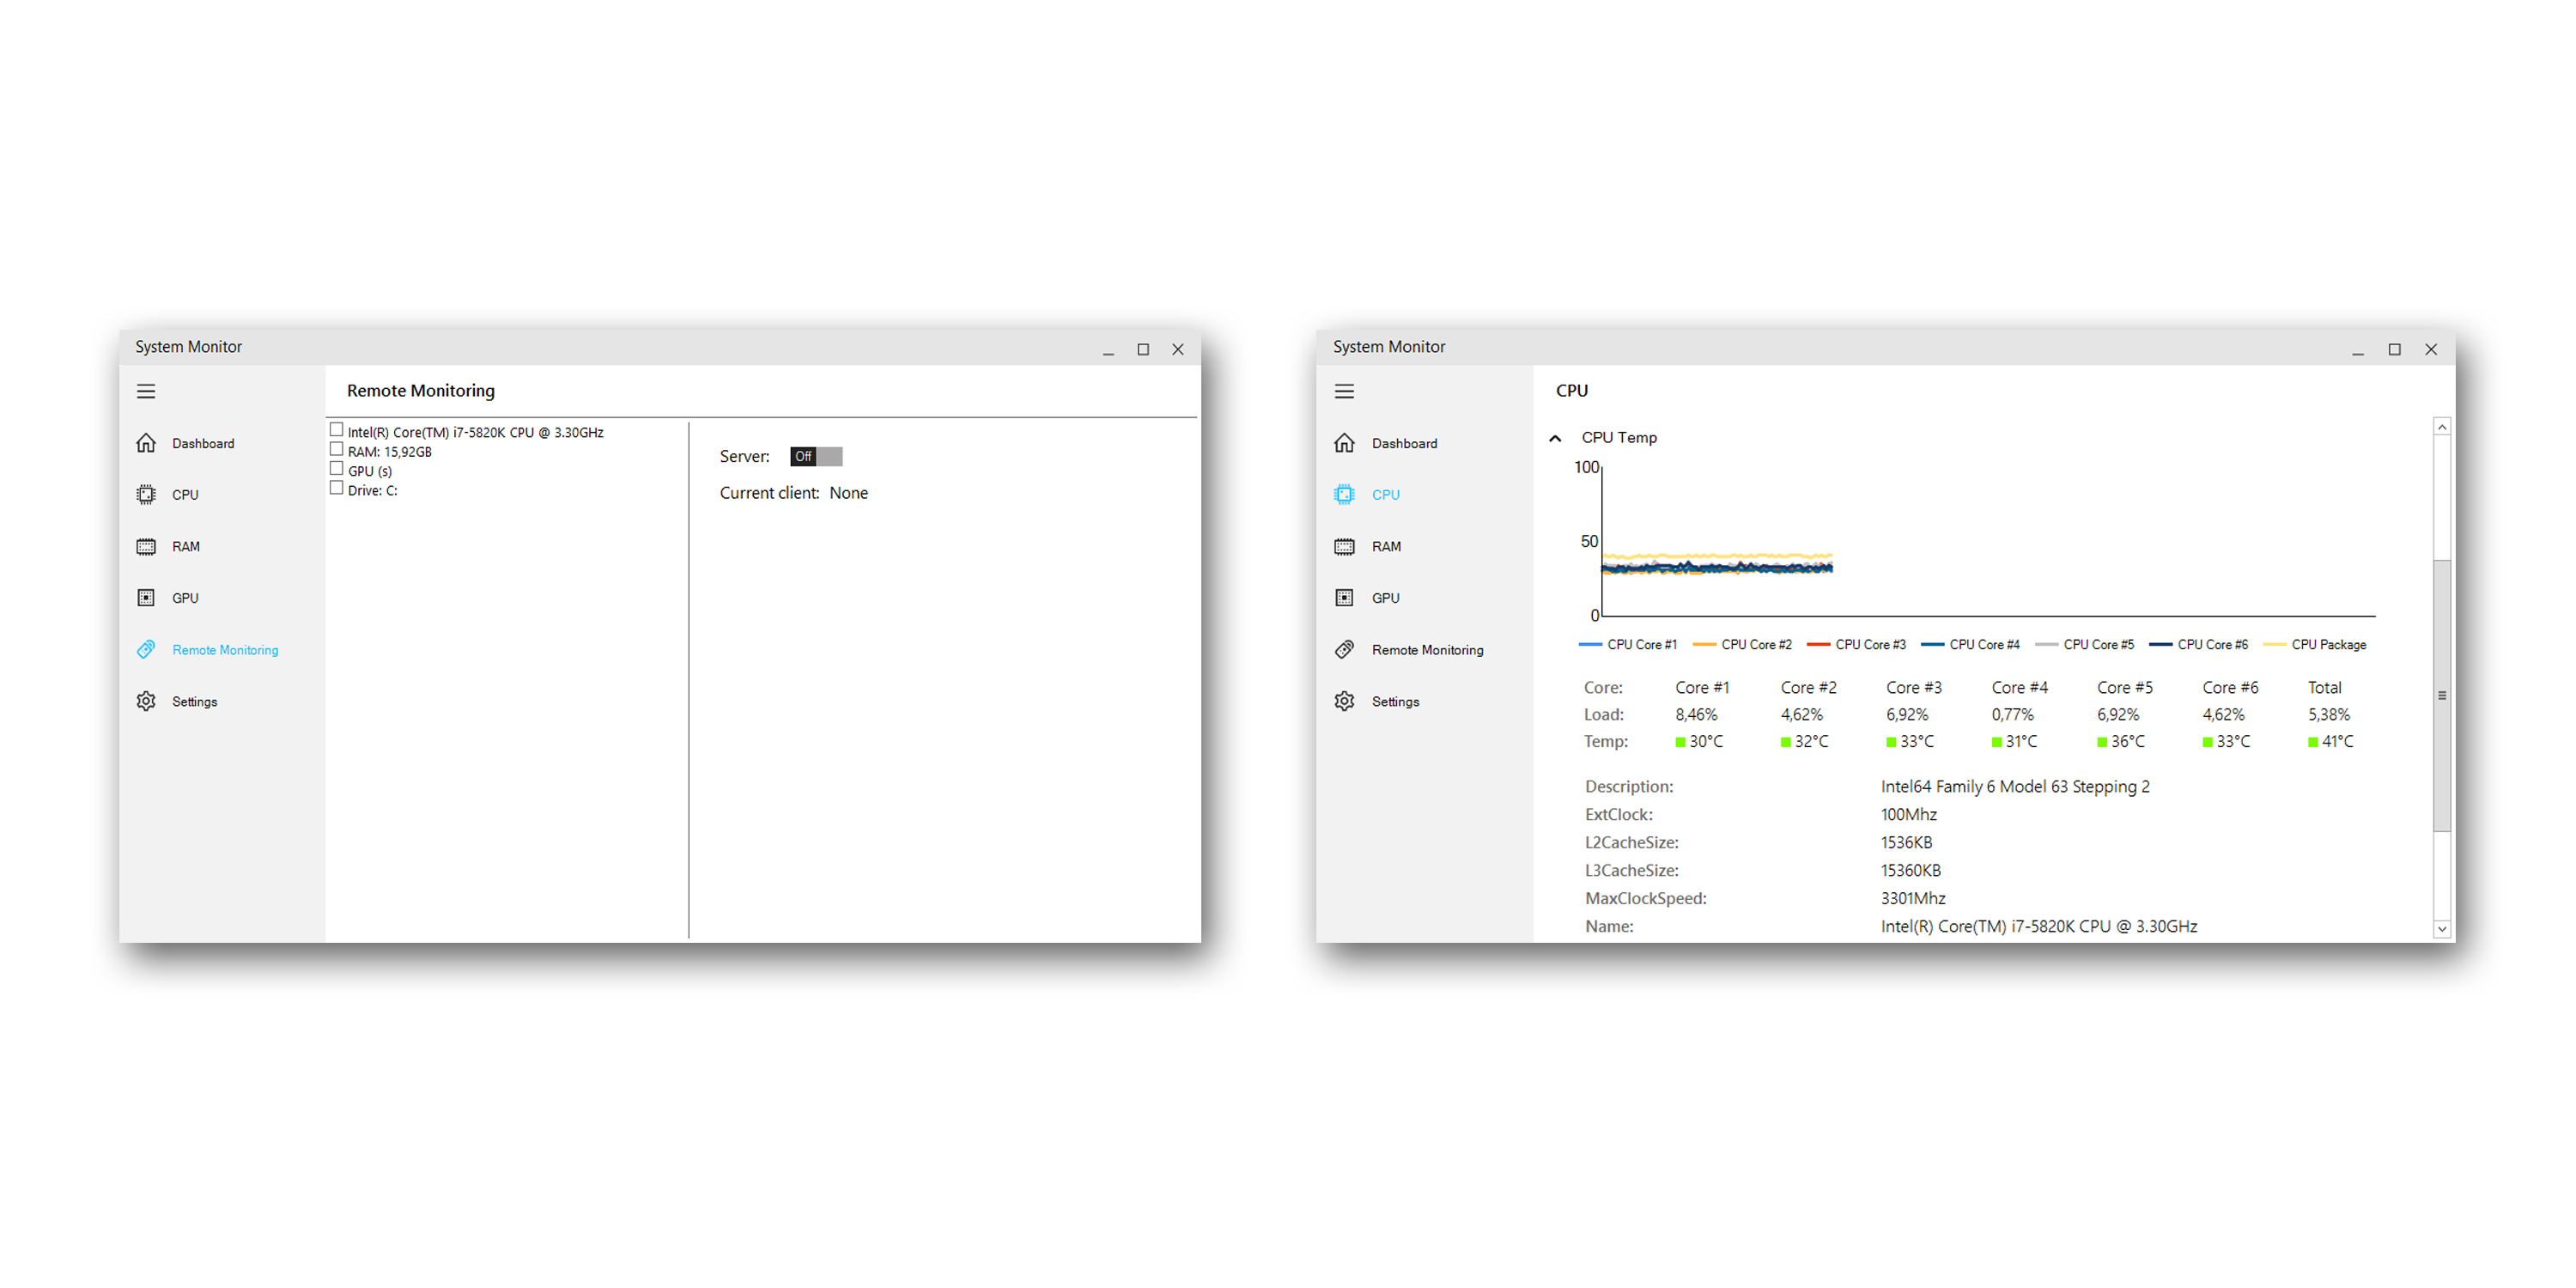 System Monitor
Remote Monitoring
Dashboard
CPU
RAM
GPU
Remote Monitoring
Settings
Intel(R) Core(TM) i7-5820K CPU @ 3.30GHz
RAM: 15,92GB
GPU (s)
Drive: C:
Server: Off
Current client: None
System Monitor
CPU
Dashboard
CPU
RAM
GPU
Remote Monitoring
Settings
CPU Temp
100
50
0
CPU Core #1 CPU Core #2 CPU Core #3 CPU Core #4 CPU Core #5 CPU Core #6 CPU Package
Core: Core #1 Core #2 Core #3 Core #4 Core #5 Core #6 Total
Load: 8,46% 4,62% 6,92% 0,77% 6,92% 4,62% 5,38%
Temp: 30°C 32°C 33°C 31°C 36°C 33°C 41°C
Description: Intel64 Family 6 Model 63 Stepping 2
ExtClock: 100Mhz
L2CacheSize: 1536KB
L3CacheSize: 15360KB
MaxClockSpeed: 3301Mhz
Name: Intel(R) Core(TM) i7-5820K CPU @ 3.30GHz